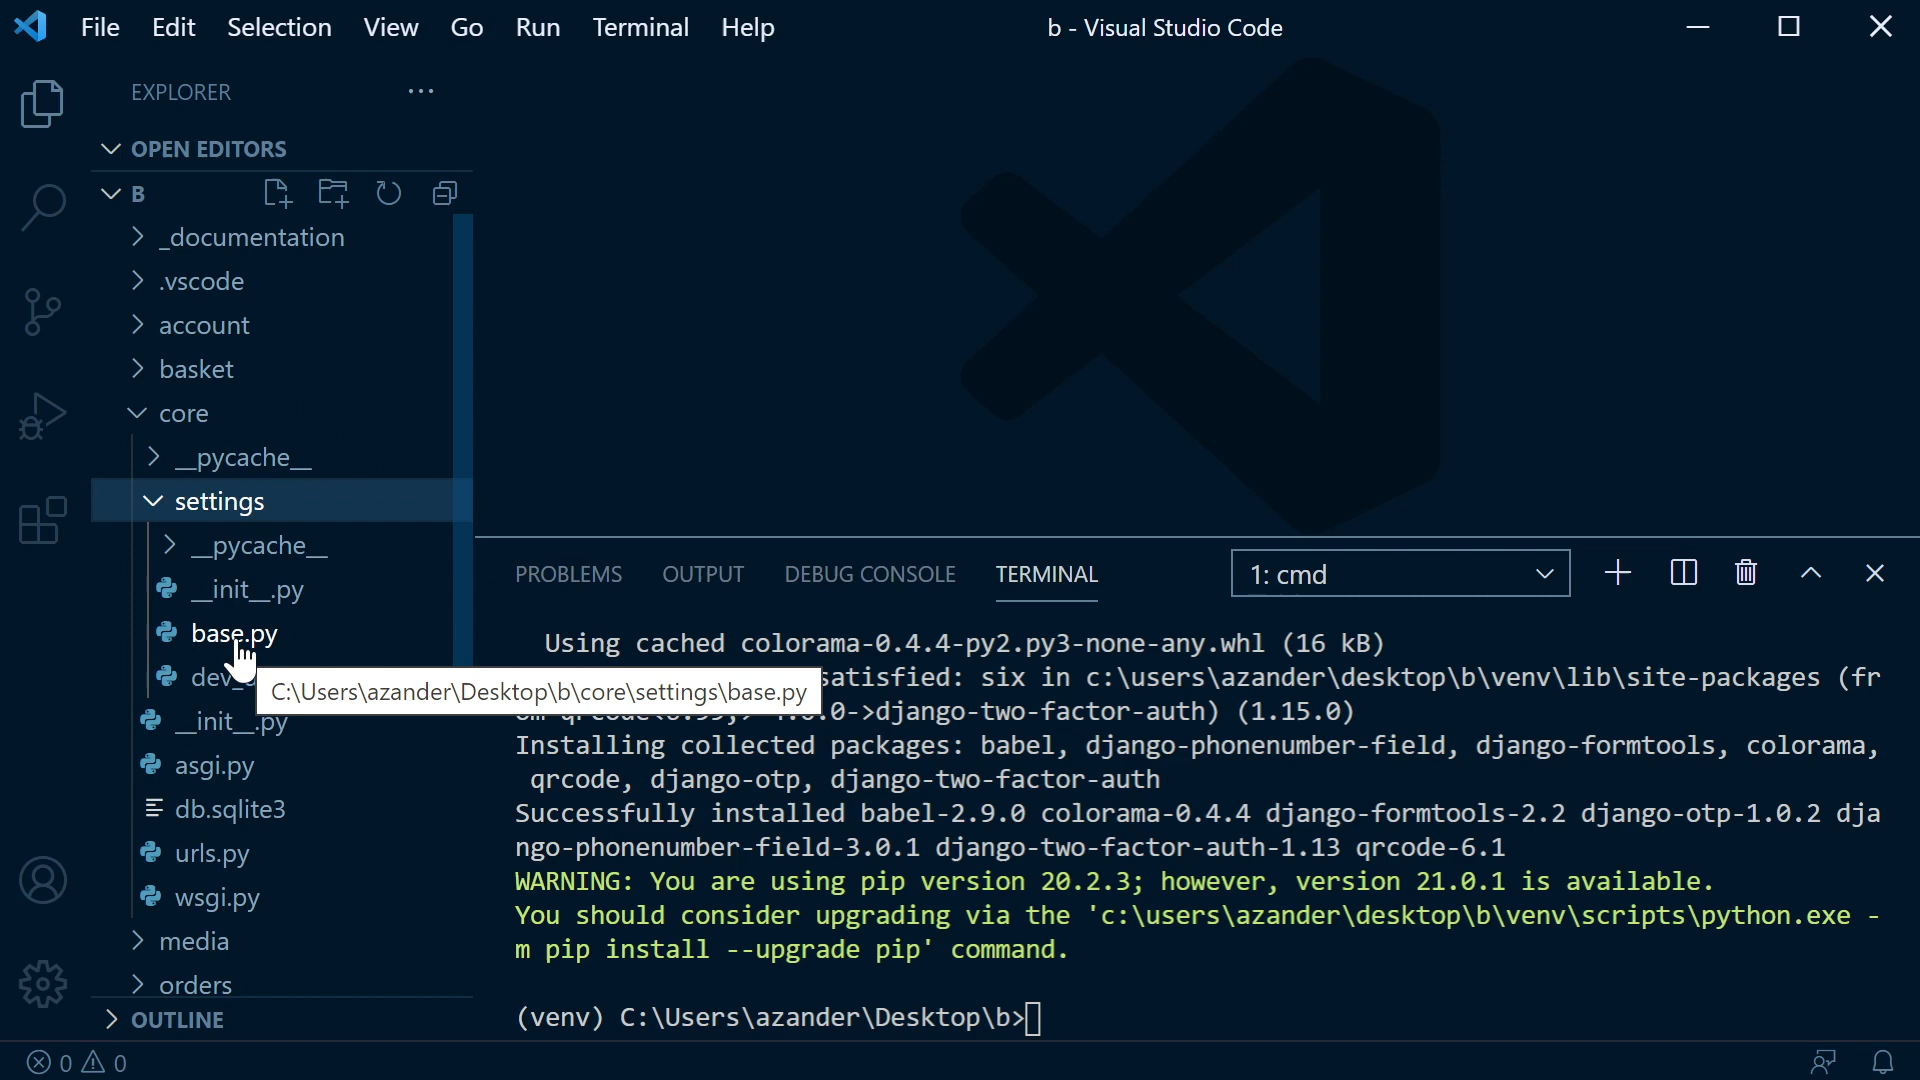 File Edit Selection View Go Run Terminal Help
b - Visual Studio Code
EXPLORER ...
OPEN EDITORS
B
_documentation
.vscode
account
basket
core
__pycache__
settings
__pycache__
__init__.py
base.py
dev_
C:\Users\azander\Desktop\b\core\settings\base.py
__init__.py
asgi.py
db.sqlite3
urls.py
wsgi.py
media
orders
OUTLINE
0 0
PROBLEMS OUTPUT DEBUG CONSOLE TERMINAL
1: cmd
Using cached colorama-0.4.4-py2.py3-none-any.whl (16 kB)
satisfied: six in c:\users\azander\desktop\b\venv\lib\site-packages (fr
.0->django-two-factor-auth) (1.15.0)
Installing collected packages: babel, django-phonenumber-field, django-formtools, colorama,
qrcode, django-otp, django-two-factor-auth
Successfully installed babel-2.9.0 colorama-0.4.4 django-formtools-2.2 django-otp-1.0.2 dja
ngo-phonenumber-field-3.0.1 django-two-factor-auth-1.13 qrcode-6.1
WARNING: You are using pip version 20.2.3; however, version 21.0.1 is available.
You should consider upgrading via the 'c:\users\azander\desktop\b\venv\scripts\python.exe -
m pip install --upgrade pip' command.
(venv) C:\Users\azander\Desktop\b>